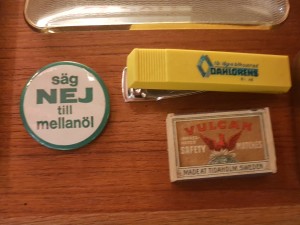 säg
NEJ
till
mellanöl
DAHLGRENS
VULCAN
SAFETY MATCHES
MADE AT TIDAHOLM, SWEDEN